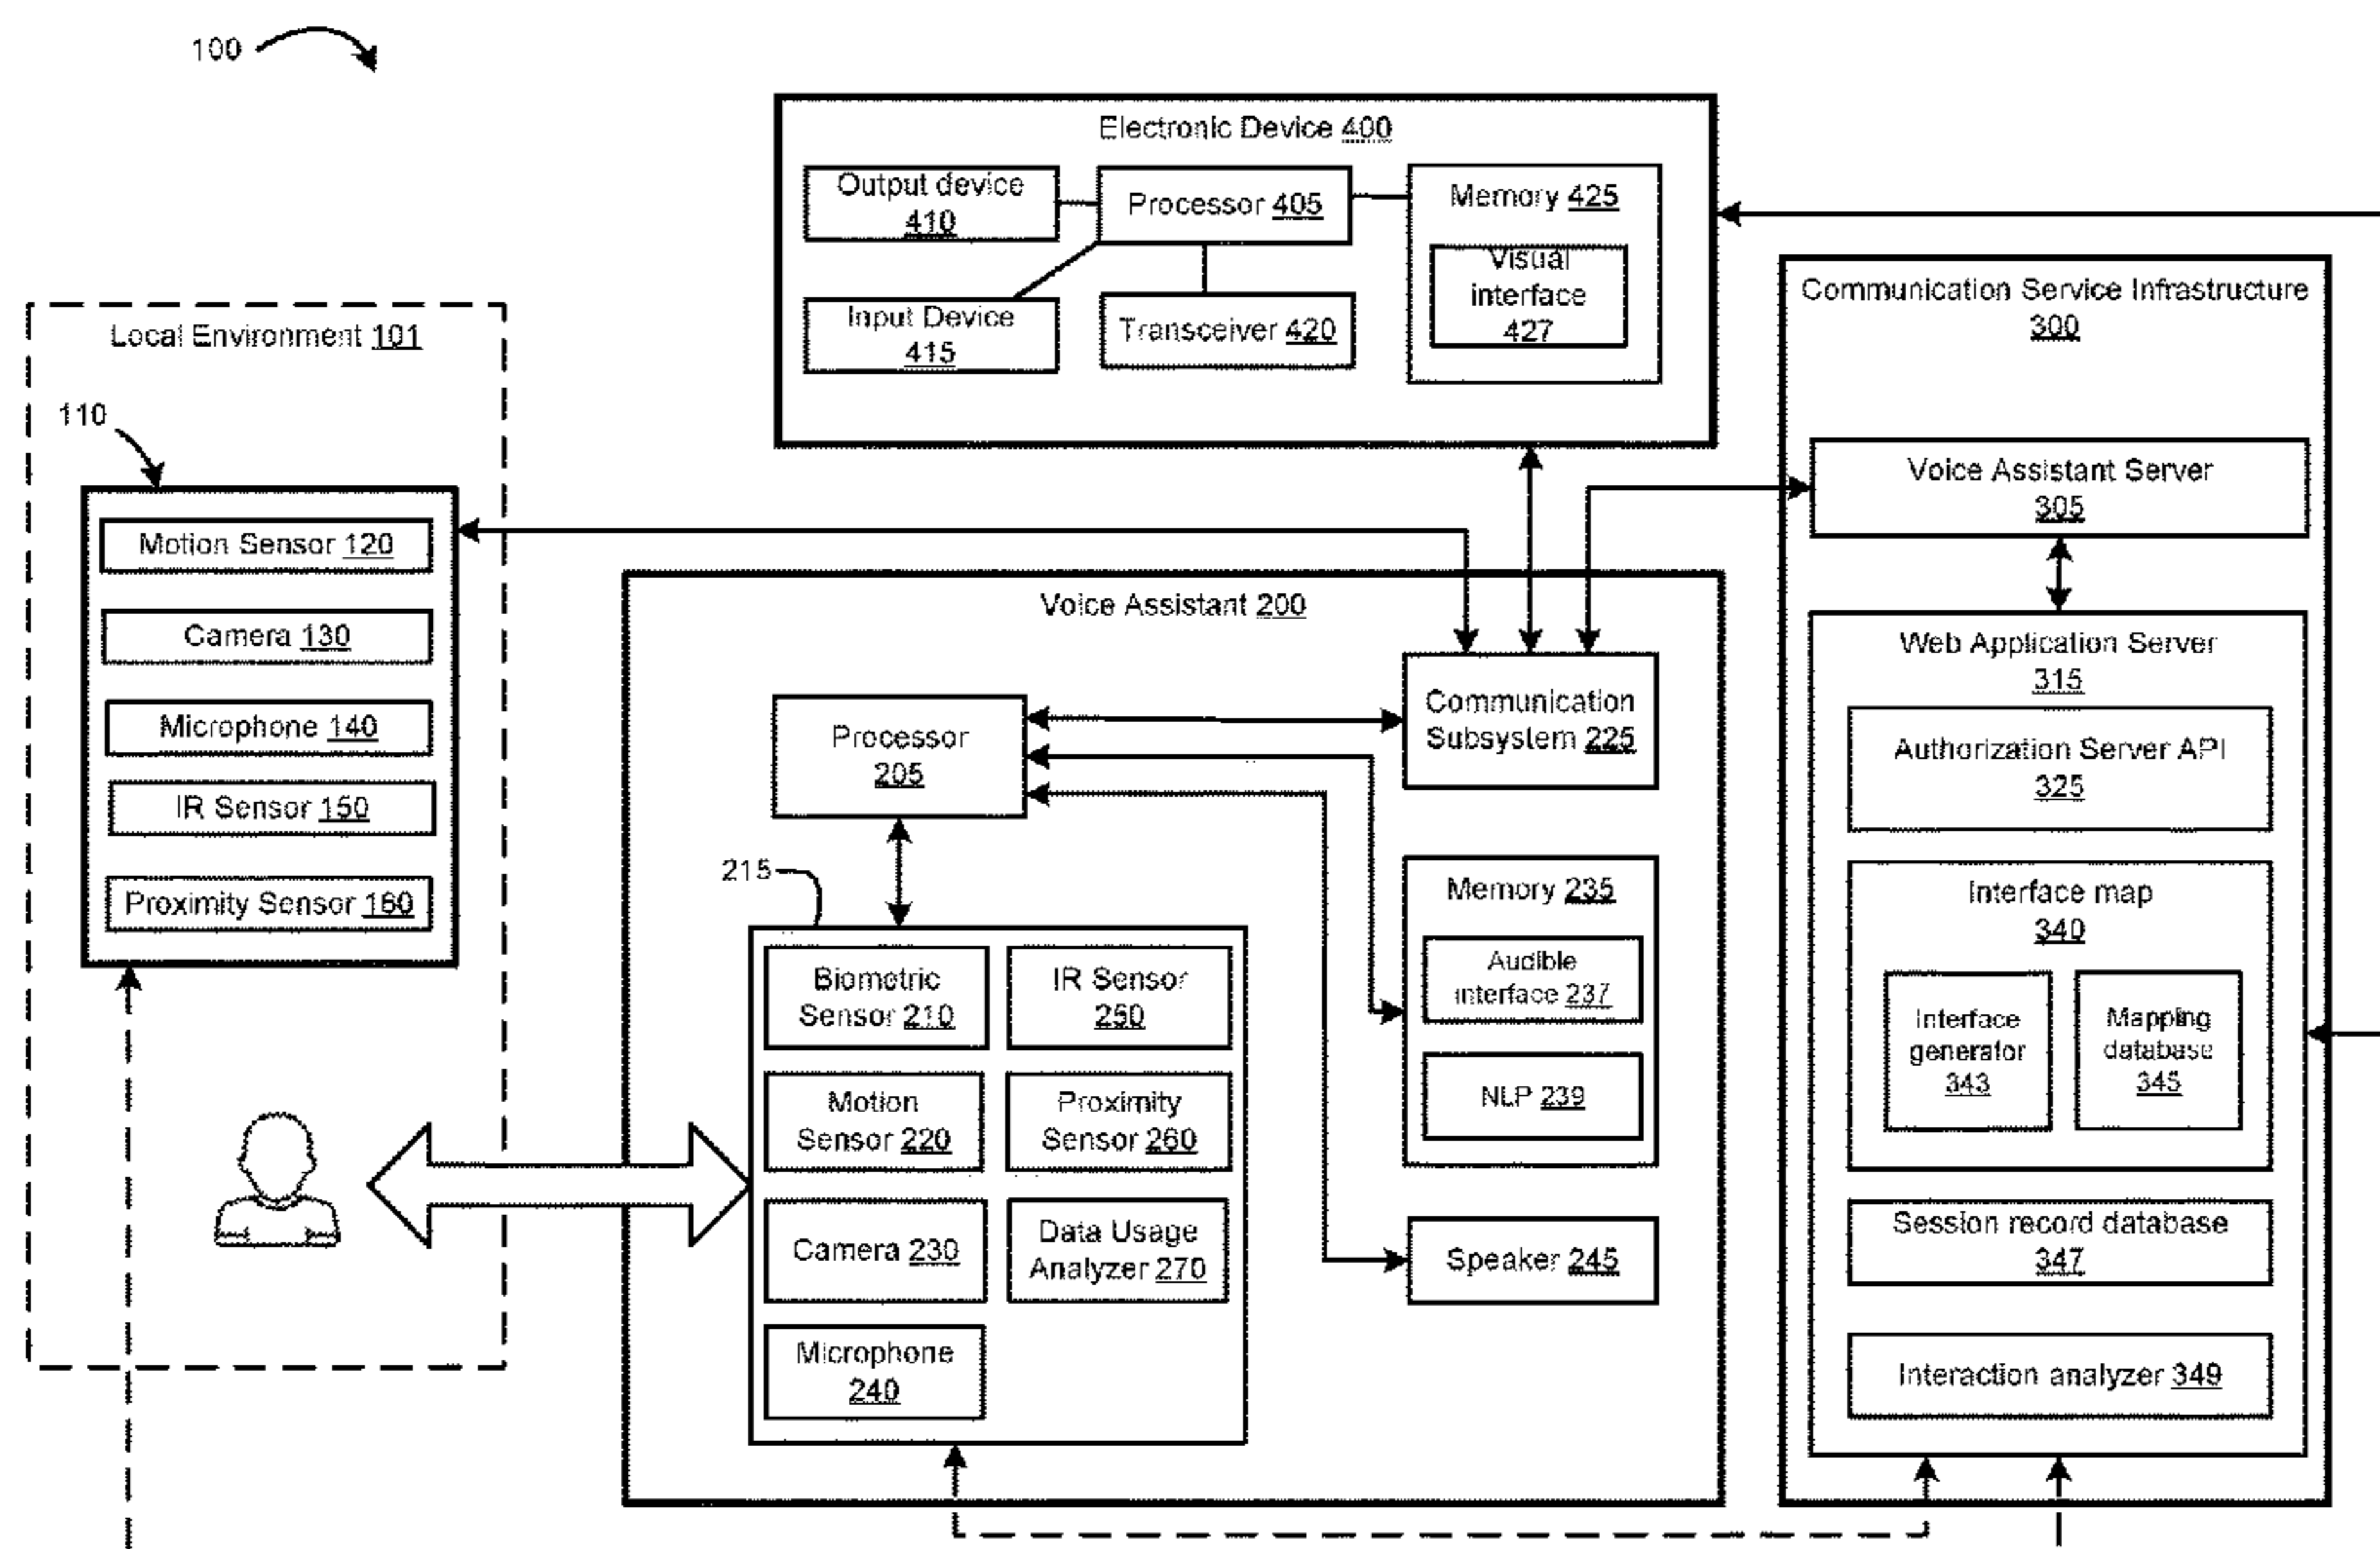 100
Electronic Device 400
Output device
410
Processor 405
Memory 425
Visual
interface
427
Input Device
415
Transceiver 420
Communication Service Infrastructure
300
Local Environment 101
110
Motion Sensor 120
Camera 130
Microphone 140
IR Sensor 150
Proximity Sensor 160
Voice Assistant Server
305
Voice Assistant 200
Web Application Server
315
Communication
Subsystem 225
Processor
205
Authorization Server API
325
215
Memory 235
Audible
interface 237
NLP 239
Interface map
340
Interface
generator
343
Mapping
database
345
Biometric
Sensor 210
IR Sensor
250
Motion
Sensor 220
Proximity
Sensor 260
Camera 230
Data Usage
Analyzer 270
Microphone
240
Speaker 245
Session record database
347
Interaction analyzer 349